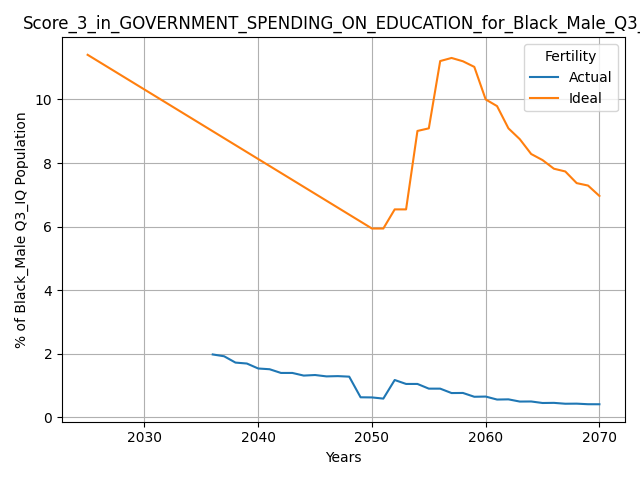 Score_3_in_GOVERNMENT_SPENDING_ON_EDUCATION_for_Black_Male_Q3_
Fertility
Actual
Ideal
% of Black_Male Q3_IQ Population
10
8
6
4
2
0
2030
2040
2050
2060
2070
Years